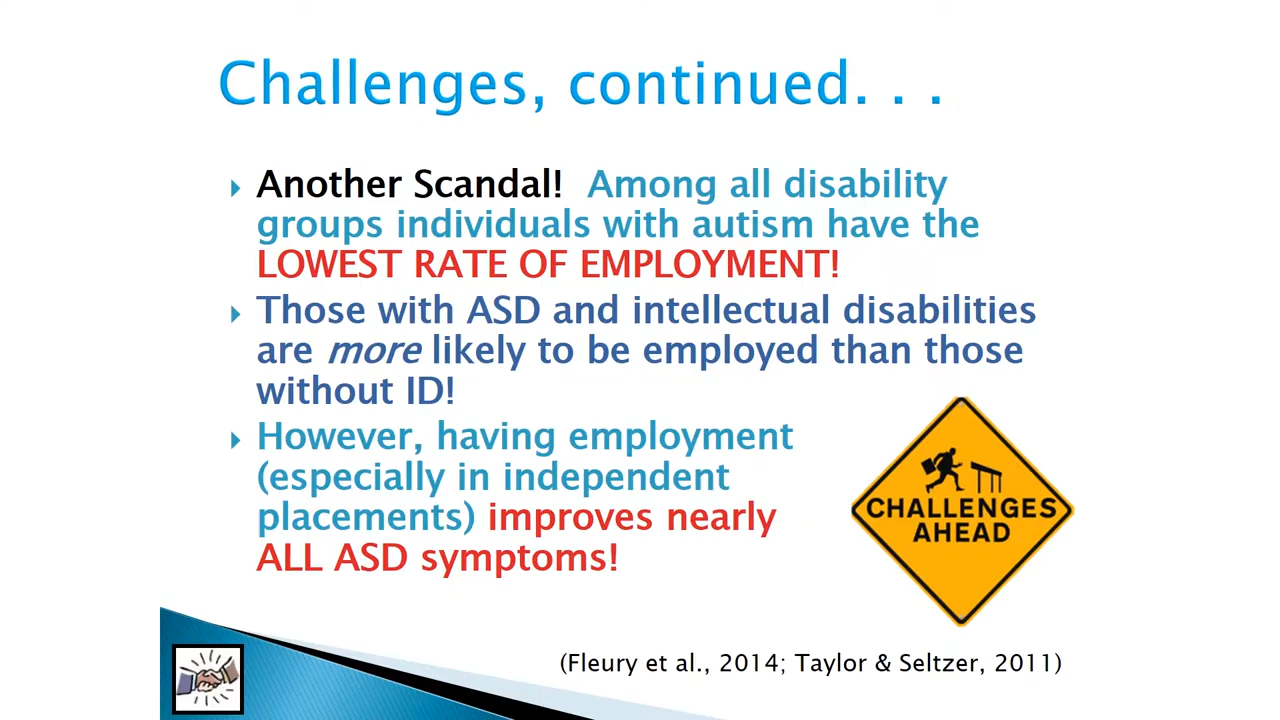 Challenges, continued. . .
Another Scandal! Among all disability
groups individuals with autism have the
LOWEST RATE OF EMPLOYMENT!
Those with ASD and intellectual disabilities
are more likely to be employed than those
without ID!
However, having employment
(especially in independent
placements) improves nearly
ALL ASD symptoms!
CHALLENGES
AHEAD
(Fleury et al., 2014; Taylor & Seltzer, 2011)